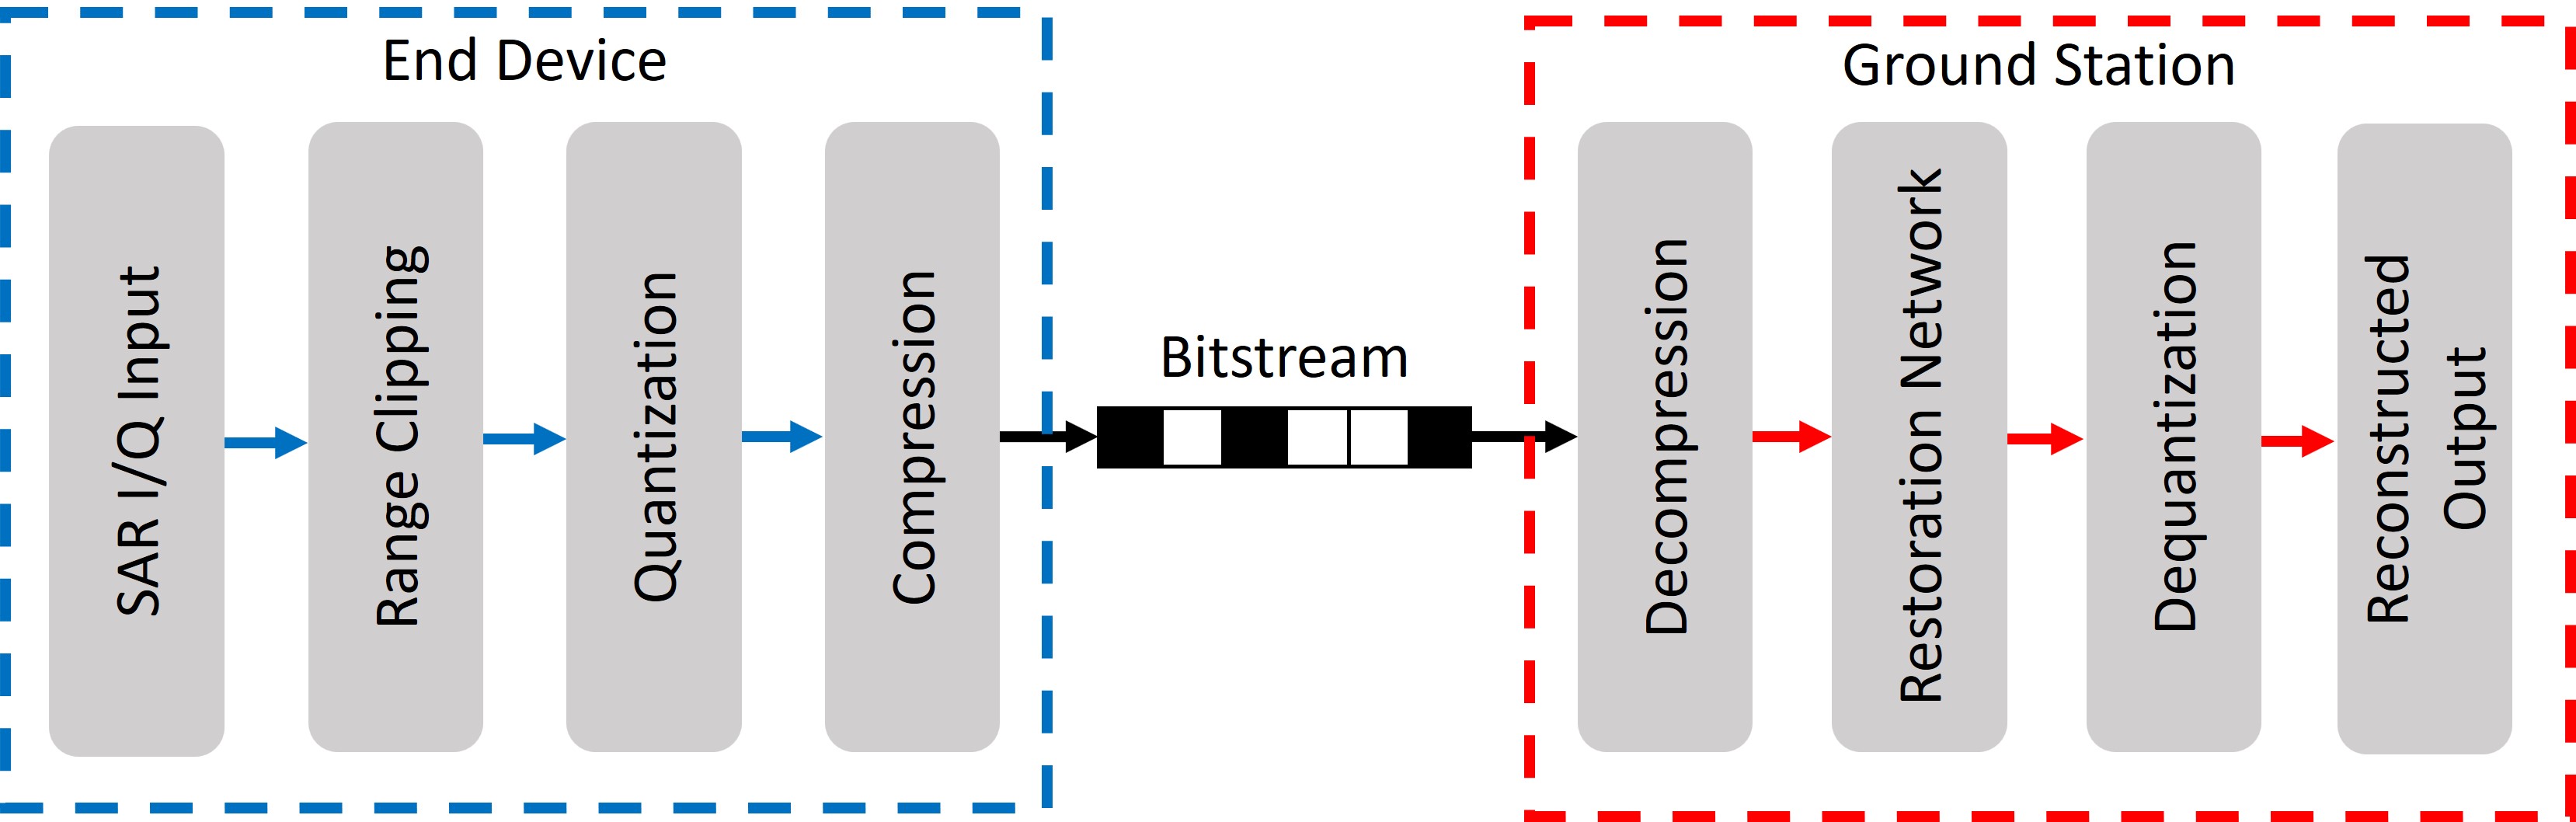 End Device
SAR I/Q Input
Range Clipping
Quantization
Compression
Bitstream
Ground Station
Decompression
Restoration Network
Dequantization
Reconstructed
Output